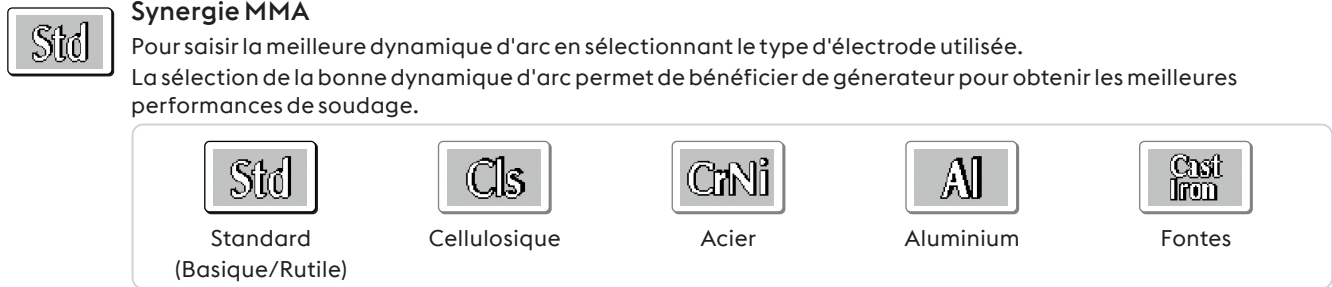 Synergie MMA
Std
Pour saisir la meilleure dynamique d'arc en sélectionnant le type d'électrode utilisée.
La sélection de la bonne dynamique d'arc permet de bénéficier de génerateur pour obtenir les meilleures
performances de soudage.
Std Cls CrNi Al Cast
Iron
Standard Cellulosique Acier Aluminium Fontes
(Basique/Rutile)